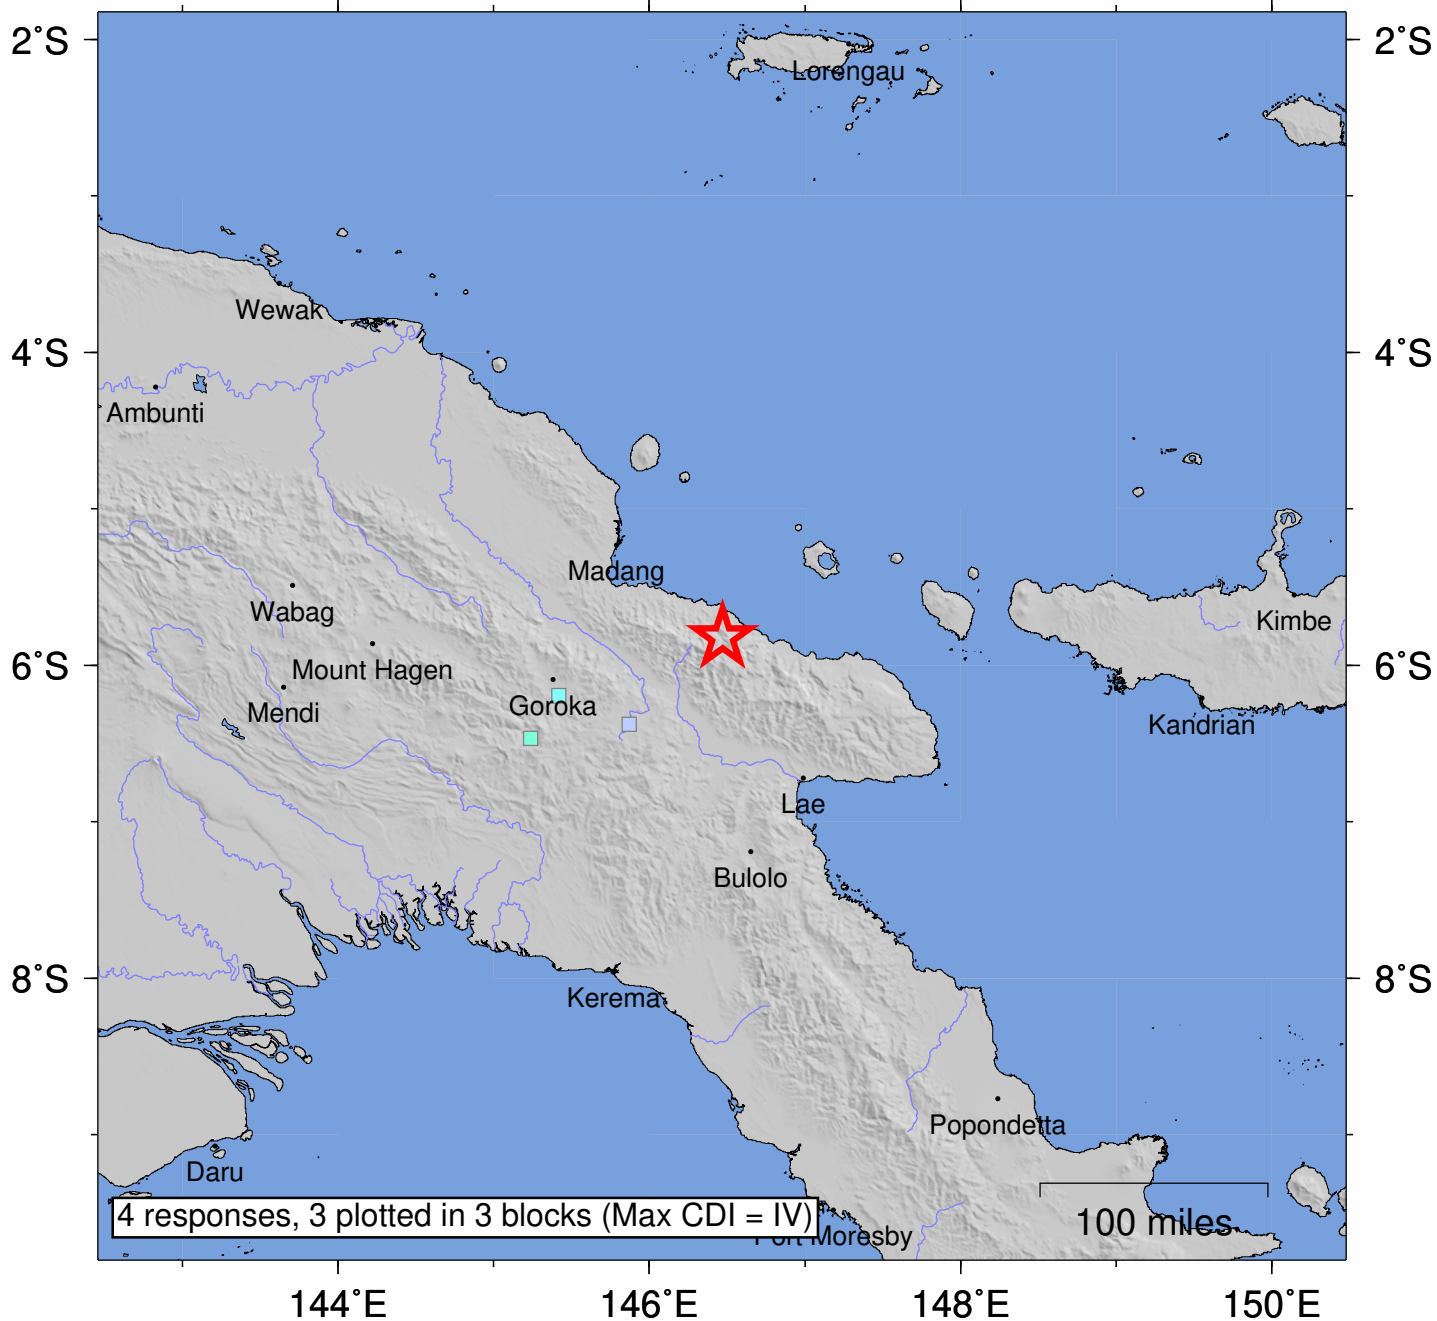 2°S
2°S
Lorengau
Wewak
4°S
4°S
Ambunti
Madang
Wabag
Kimbe
6°S
Mount Hagen
6°S
Goroka
Mendi
Kandrian
Lae
Bulolo
8°S
8°S
Kerema
Popondetta
Daru
4 responses, 3 plotted in 3 blocks (Max CDI = IV)
100 miles
Port Moresby
144°E
146°E
148°E
150°E